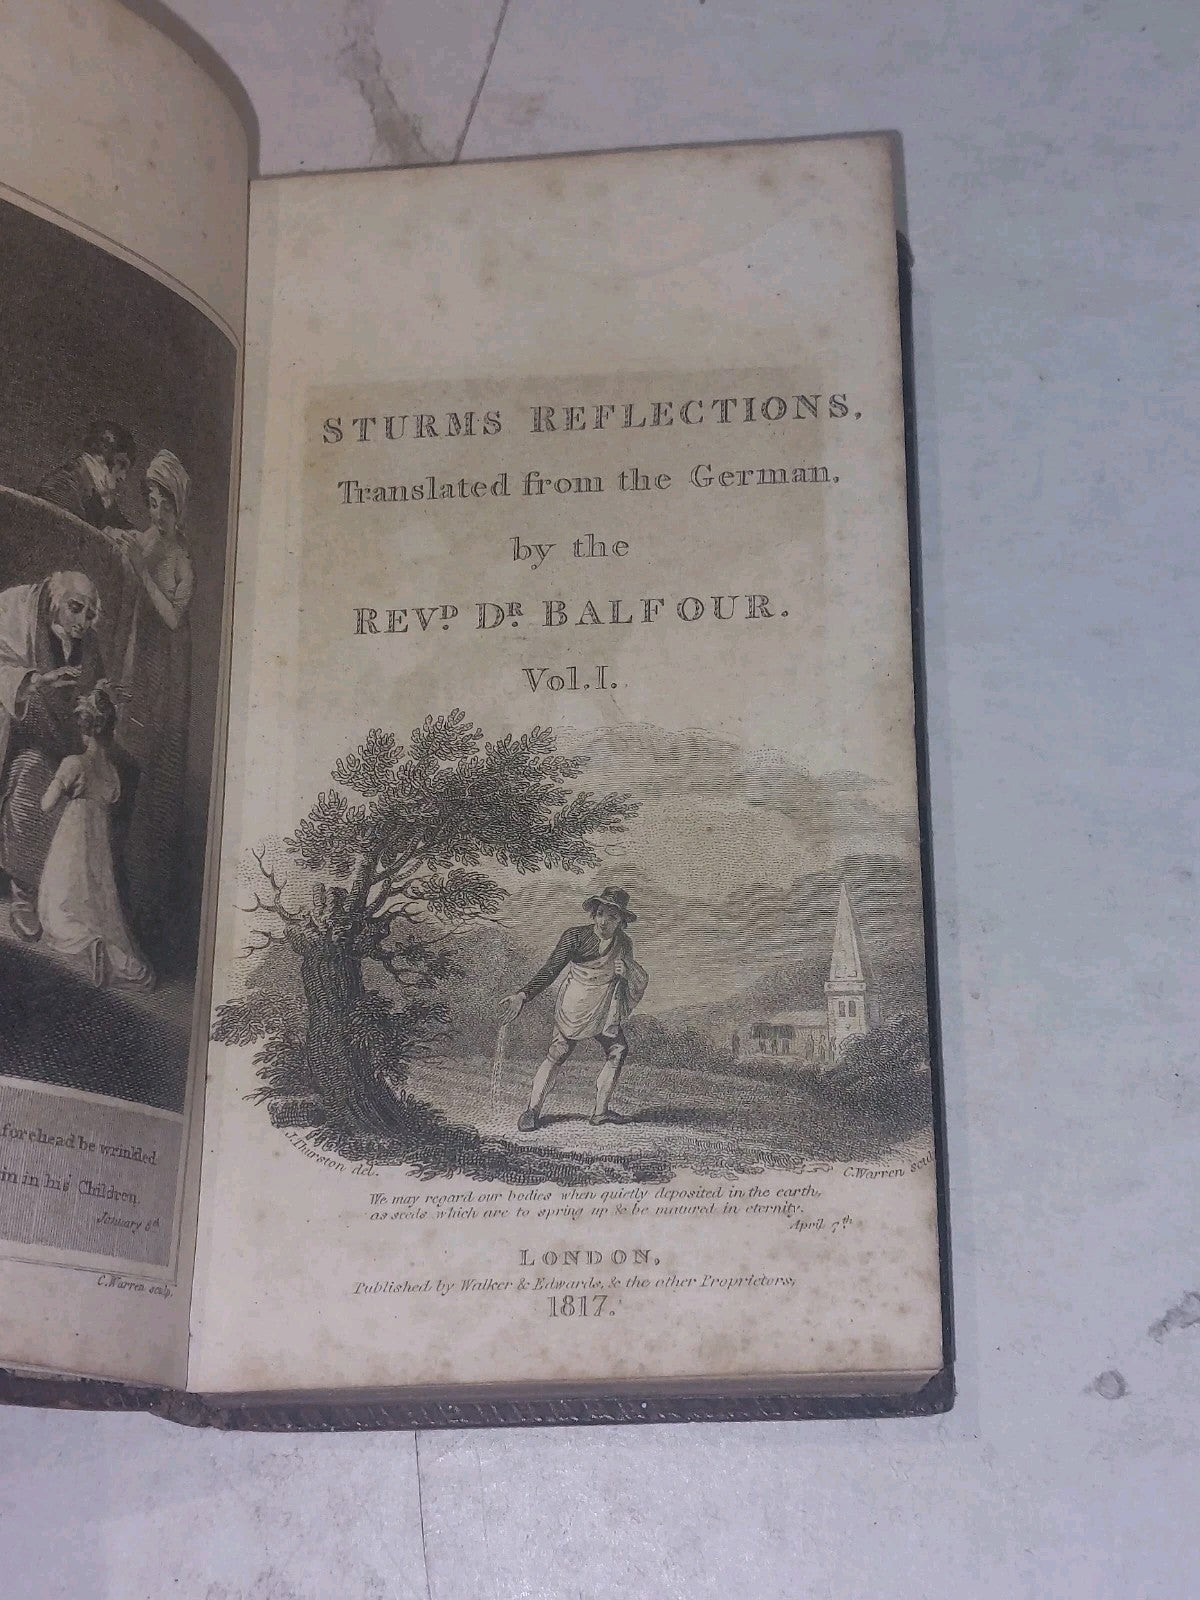 forehead be wrinkled
in his Children.
January 8th
C. Warren sculp.
STURMS REFLECTIONS,
Translated from the German,
by the
REVD. DR. BALFOUR.
Vol. I.
J. Thurston del.
C. Warren sculp
We may regard our bodies when quietly deposited in the earth,
as seeds which are to spring up & be matured in eternity.
April 7th
LONDON,
Published by Walker & Edwards, & the other Proprietors,
1817.